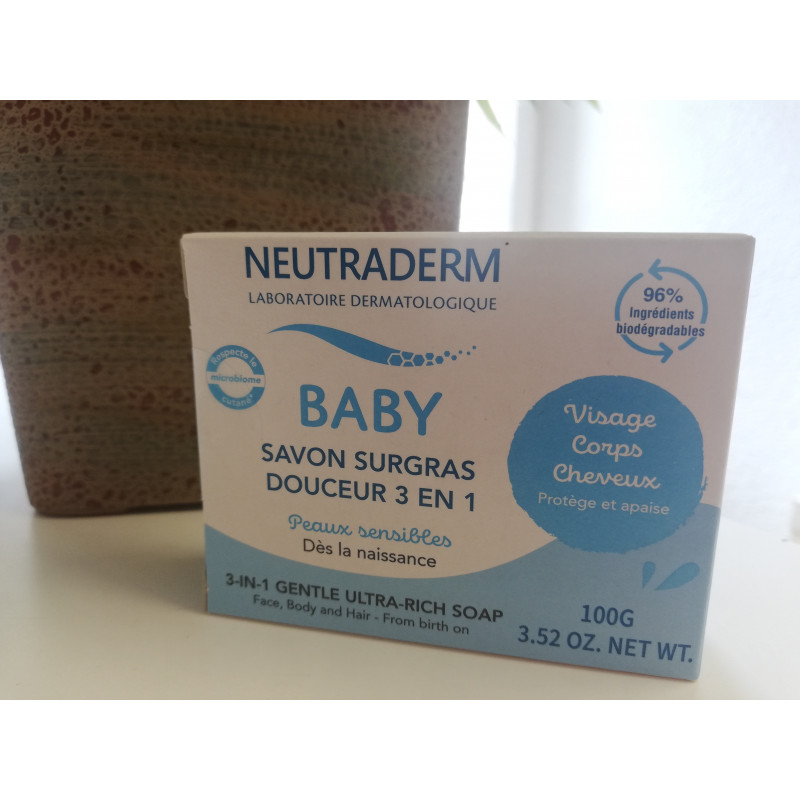 NEUTRADERM
LABORATOIRE DERMATOLOGIQUE
96%
Ingrédients
biodégradables
Respecte le
microbiome
cutané*
BABY
SAVON SURGRAS
DOUCEUR 3 EN 1
Peaux sensibles
Dès la naissance
Visage
Corps
Cheveux
Protège et apaise
3-IN-1 GENTLE ULTRA-RICH SOAP
Face, Body and Hair - From birth on
100G
3.52 OZ. NET WT.